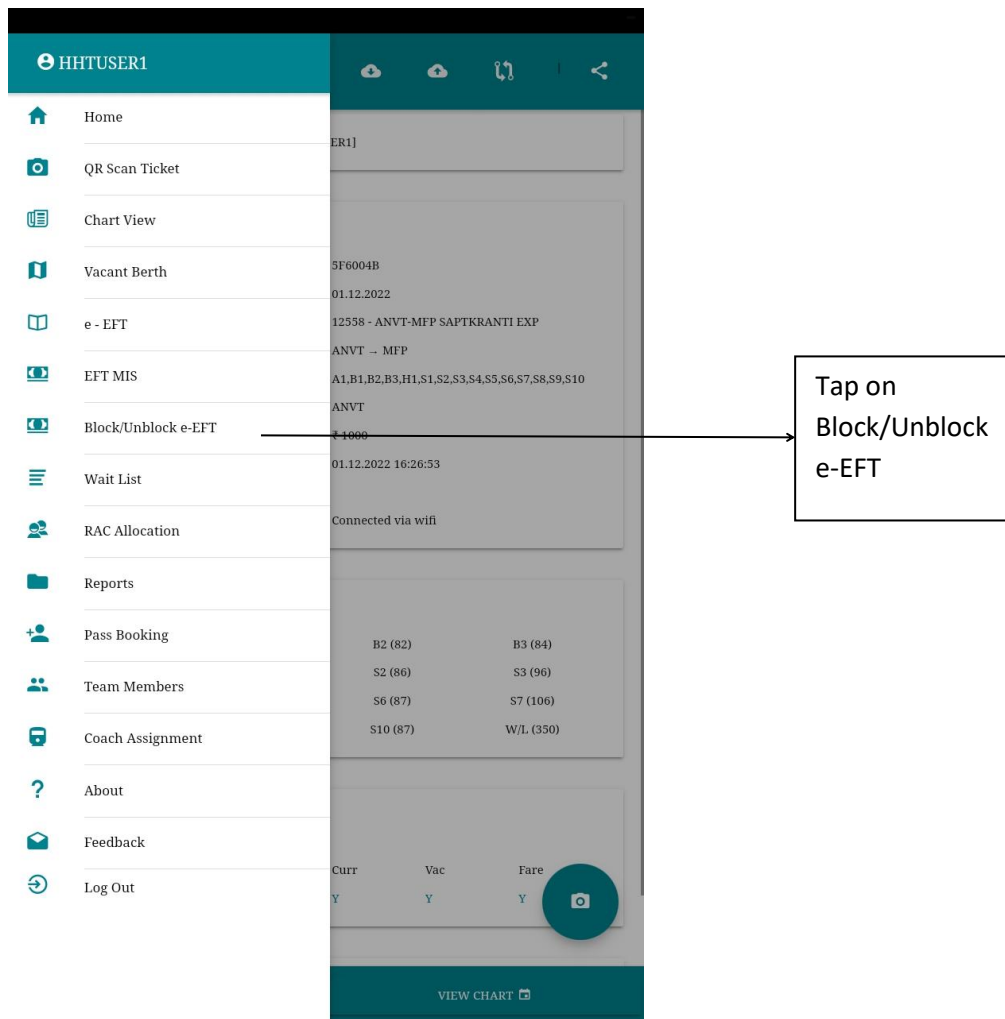 HHTUSER1
Home
QR Scan Ticket
Chart View
Vacant Berth
e - EFT
EFT MIS
Block/Unblock e-EFT
Wait List
RAC Allocation
Reports
Pass Booking
Team Members
Coach Assignment
?
About
Feedback
Log Out
ER1]
5F6004B
01.12.2022
12558 - ANVT-MFP SAPTKRANTI EXP
ANVT → MFP
A1,B1,B2,B3,H1,S1,S2,S3,S4,S5,S6,S7,S8,S9,S10
ANVT
₹ 1000
01.12.2022 16:26:53
Connected via wifi
B2 (82) B3 (84)
S2 (86) S3 (96)
S6 (87) S7 (106)
S10 (87) W/L (350)
Curr Vac Fare
Y Y Y
VIEW CHART
Tap on
Block/Unblock
e-EFT